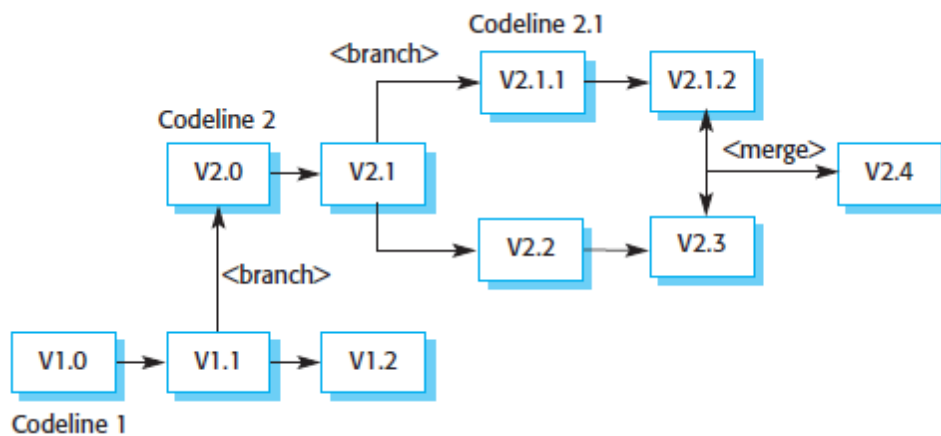 Codeline 2.1
<branch>
V2.1.1
V2.1.2
Codeline 2
V2.0
V2.1
<merge>
V2.4
V2.2
V2.3
<branch>
V1.0
V1.1
V1.2
Codeline 1